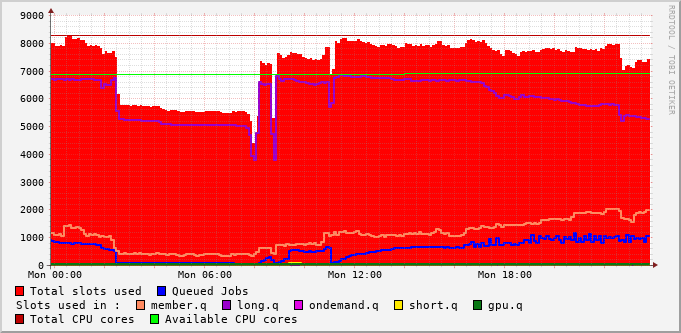 9000
8000
7000
6000
5000
4000
3000
2000
1000
0
Mon 00:00 Mon 06:00 Mon 12:00 Mon 18:00
RRDTOOL / TOBI OETIKER
Total slots used Queued Jobs
Slots used in : member.q long.q ondemand.q short.q gpu.q
Total CPU cores Available CPU cores